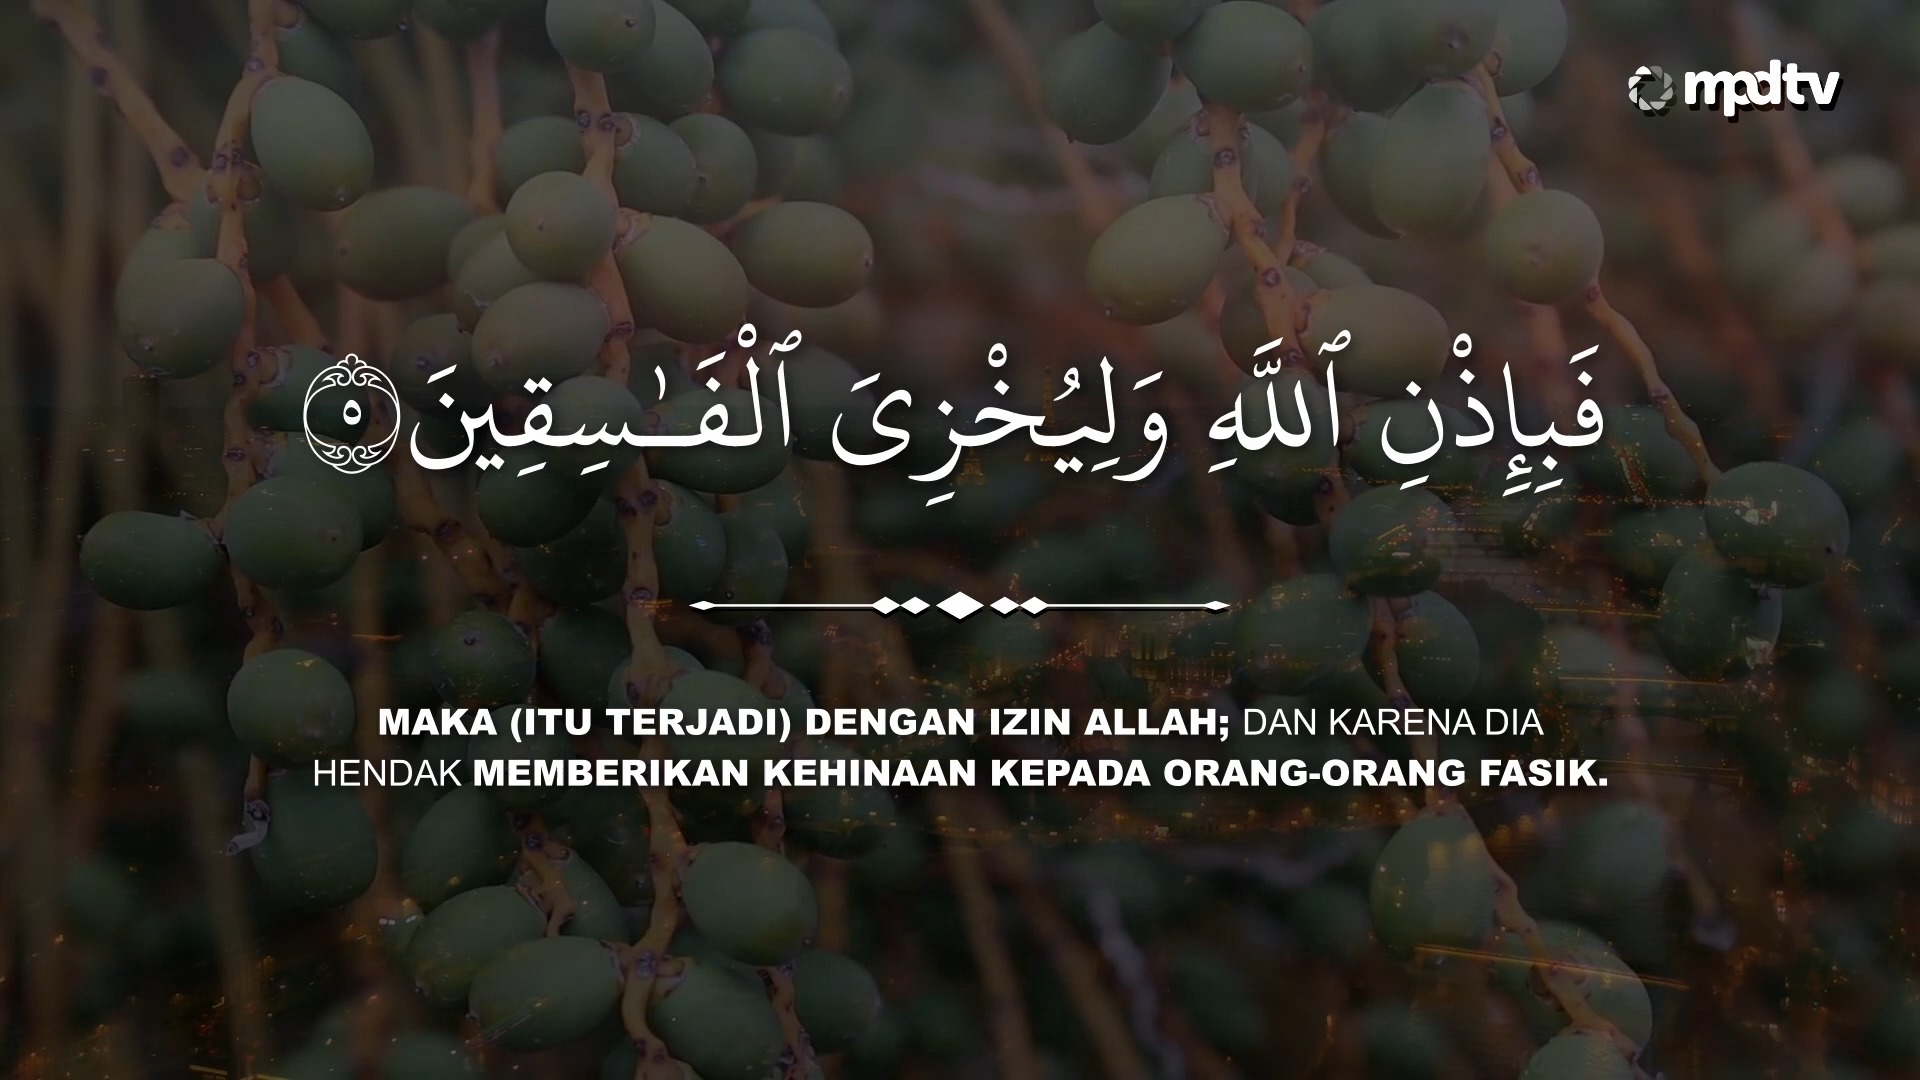 mpdtv
فَبِإِذْنِ ٱللَّهِ وَلِيُخْزِىَ ٱلْفَـٰسِقِينَ ٥
MAKA (ITU TERJADI) DENGAN IZIN ALLAH; DAN KARENA DIA
HENDAK MEMBERIKAN KEHINAAN KEPADA ORANG-ORANG FASIK.